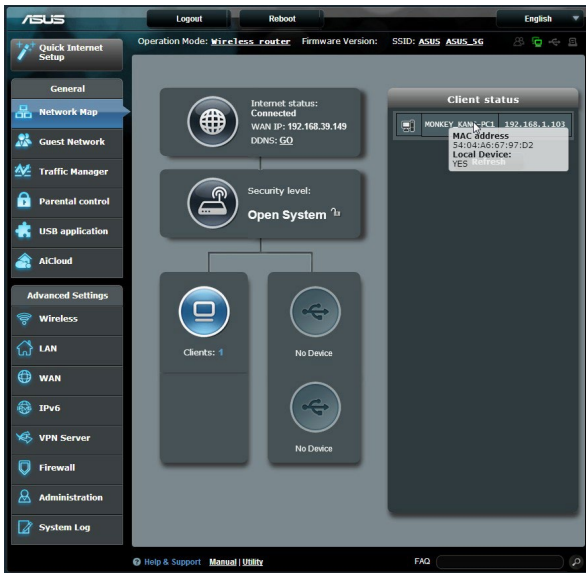 ASUS
Logout
Reboot
English
Quick Internet
Setup
Operation Mode: Wireless router Firmware Version: SSID: ASUS ASUS_5G
General
Network Map
Guest Network
Traffic Manager
Parental control
USB application
AiCloud
Advanced Settings
Wireless
LAN
WAN
IPv6
VPN Server
Firewall
Administration
System Log
Internet status:
Connected
WAN IP: 192.168.39.149
DDNS: GO
Security level:
Open System
Clients: 1
No Device
No Device
Client status
192.168.1.103
MAC address
54:04:A6:67:97:D2
Local Device:
YES
Refresh
Help & Support Manual | Utility
FAQ